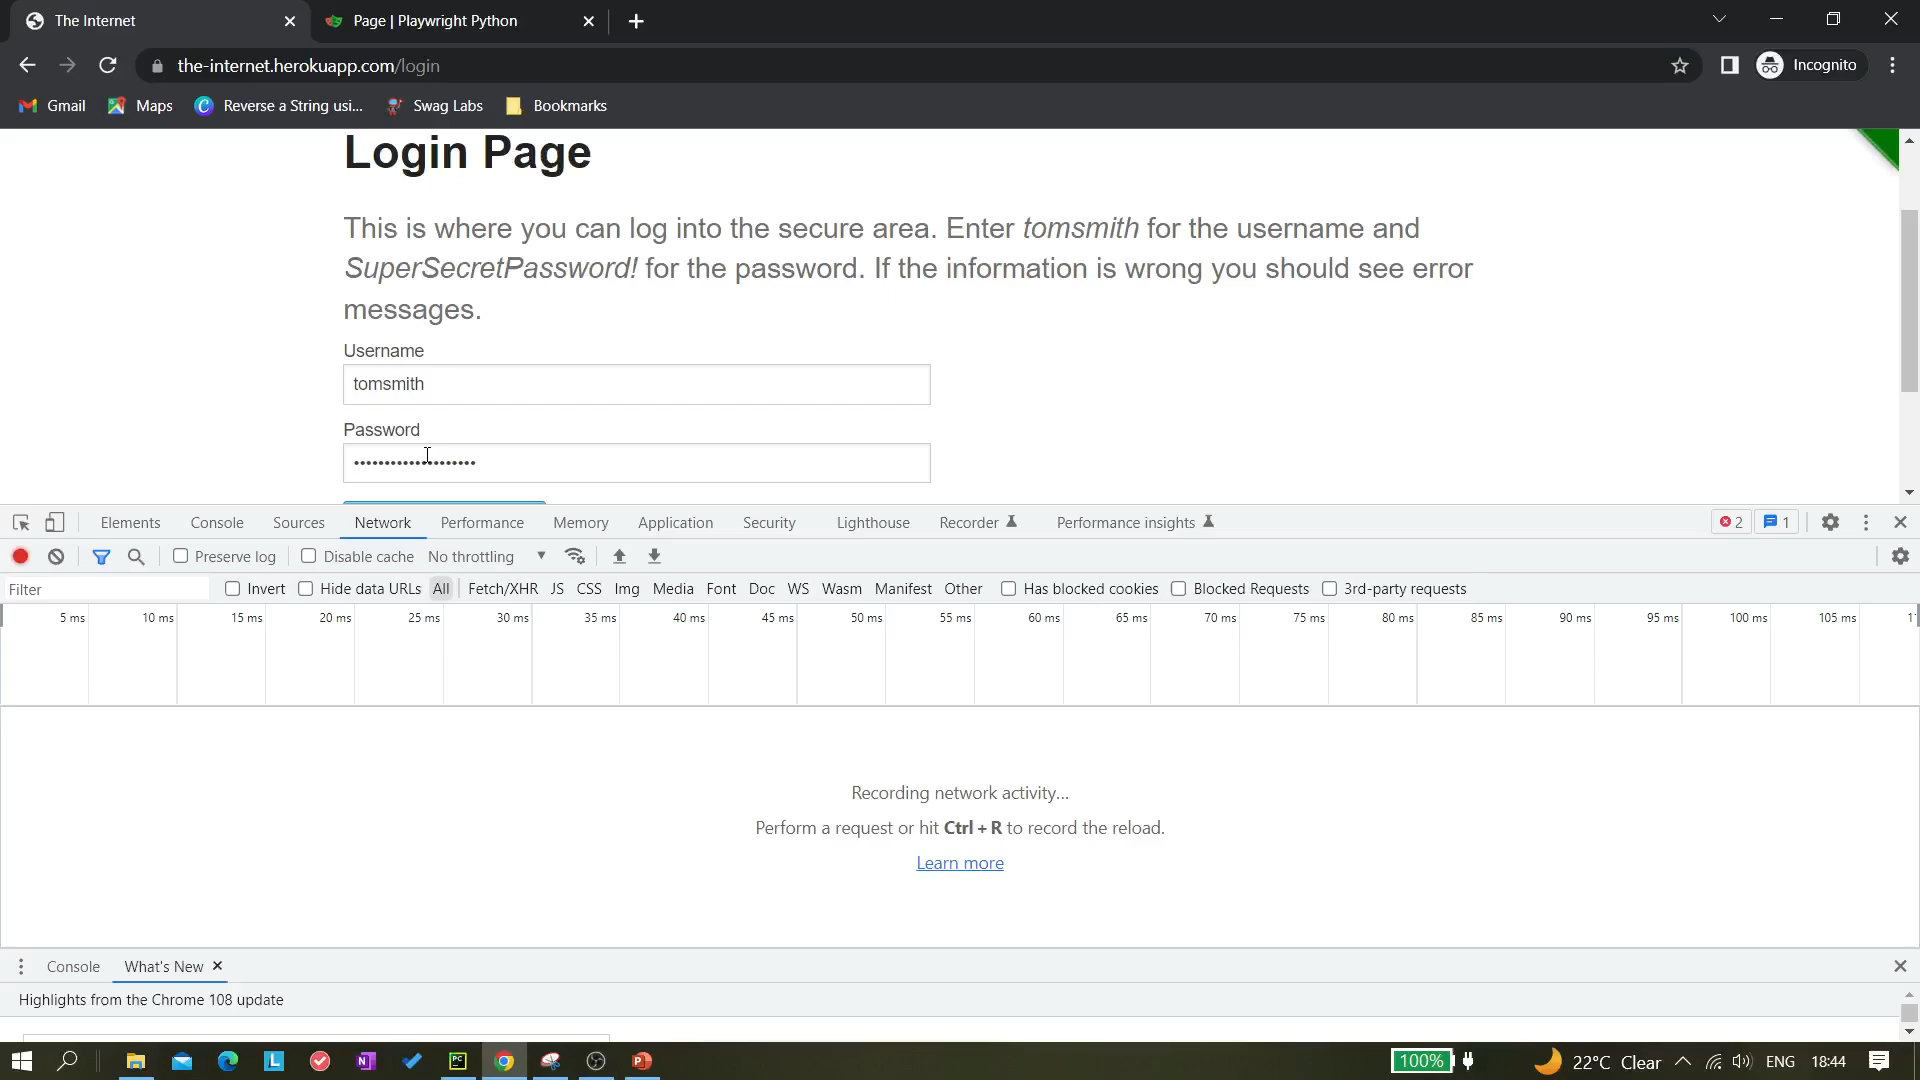 The Internet
Page | Playwright Python
the-internet.herokuapp.com/login
Incognito
Gmail
Maps
Reverse a String usi...
Swag Labs
Bookmarks
Login Page
This is where you can log into the secure area. Enter tomsmith for the username and
SuperSecretPassword! for the password. If the information is wrong you should see error
messages.
Username
tomsmith
Password
Elements Console Sources Network Performance Memory Application Security Lighthouse Recorder Performance insights 2 1
Preserve log Disable cache No throttling
Filter Invert Hide data URLs All Fetch/XHR JS CSS Img Media Font Doc WS Wasm Manifest Other Has blocked cookies Blocked Requests 3rd-party requests
5 ms 10 ms 15 ms 20 ms 25 ms 30 ms 35 ms 40 ms 45 ms 50 ms 55 ms 60 ms 65 ms 70 ms 75 ms 80 ms 85 ms 90 ms 95 ms 100 ms 105 ms
Recording network activity...
Perform a request or hit Ctrl + R to record the reload.
Learn more
Console What's New
Highlights from the Chrome 108 update
100% 22°C Clear ENG 18:44